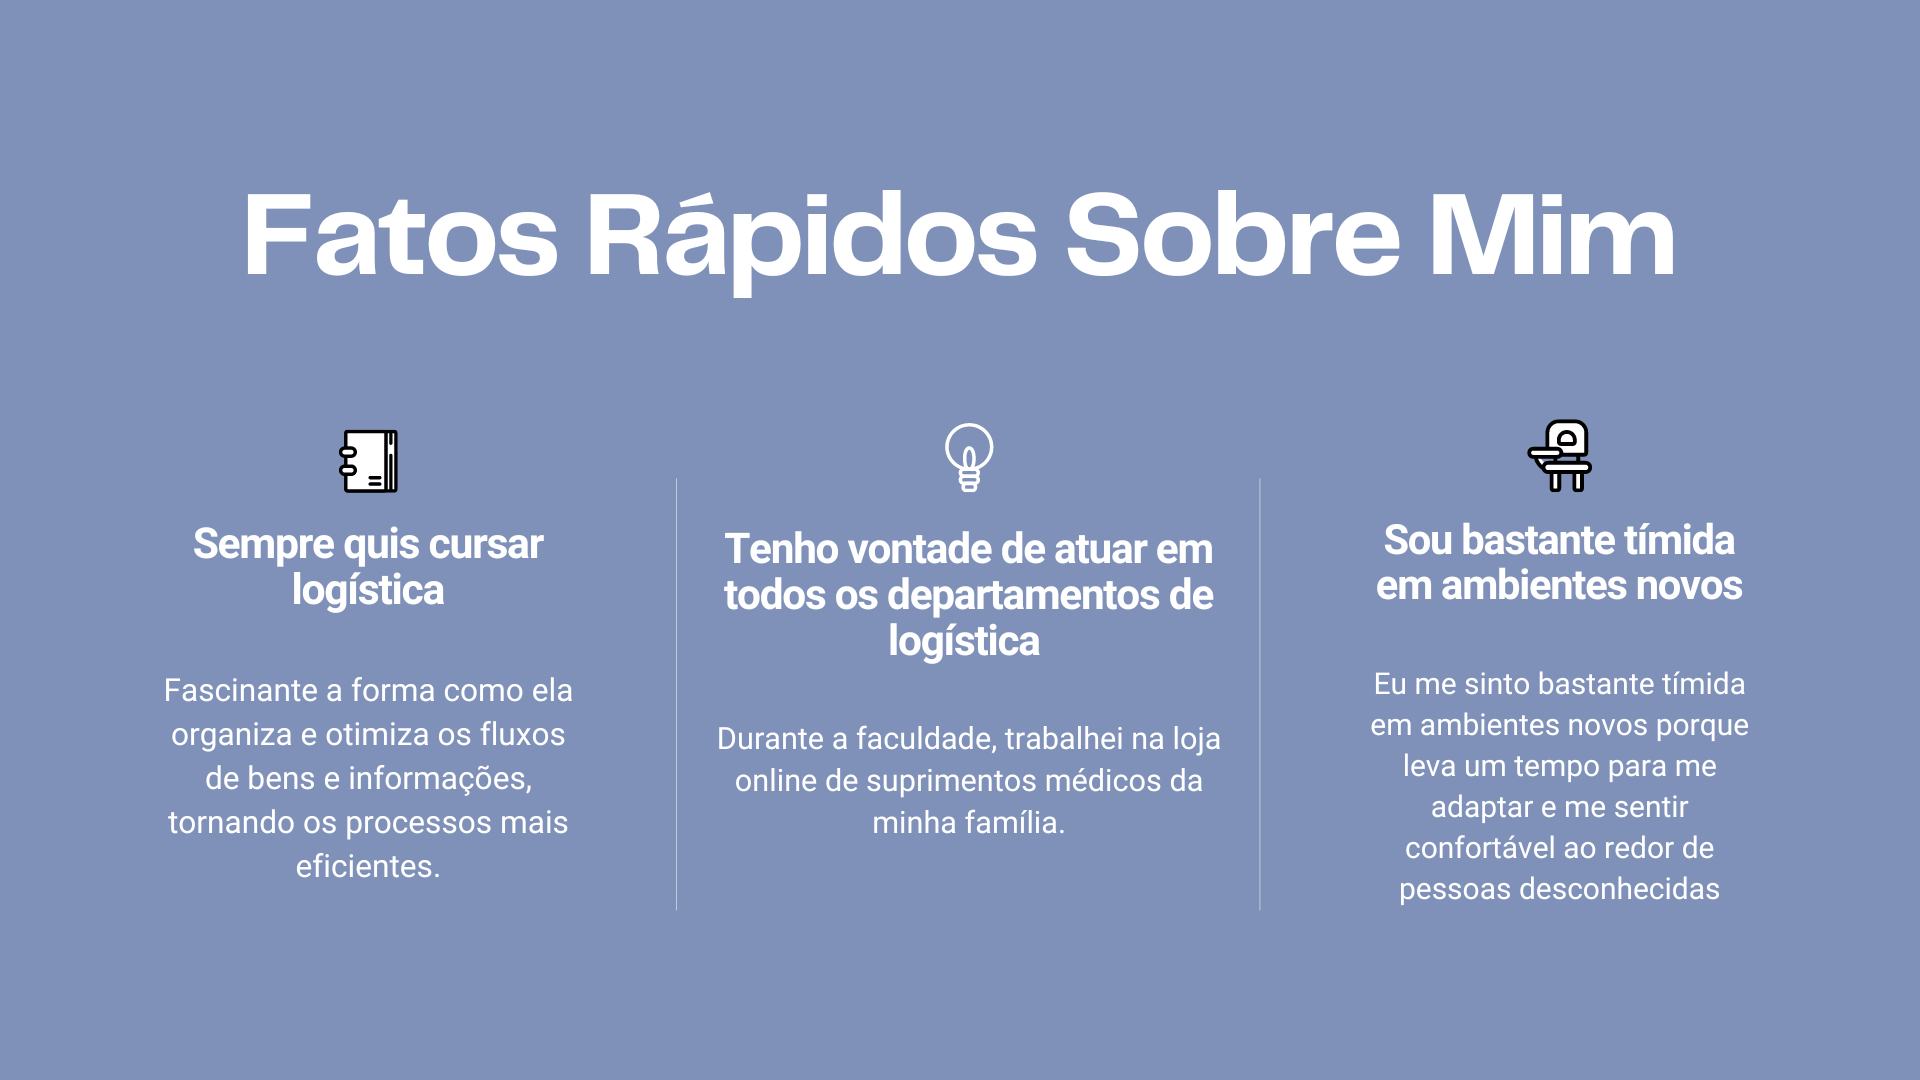 Fatos Rápidos Sobre Mim
Sempre quis cursar
logística
Fascinante a forma como ela
organiza e otimiza os fluxos
de bens e informações,
tornando os processos mais
eficientes.
Tenho vontade de atuar em
todos os departamentos de
logística
Durante a faculdade, trabalhei na loja
online de suprimentos médicos da
minha família.
Sou bastante tímida
em ambientes novos
Eu me sinto bastante tímida
em ambientes novos porque
leva um tempo para me
adaptar e me sentir
confortável ao redor de
pessoas desconhecidas